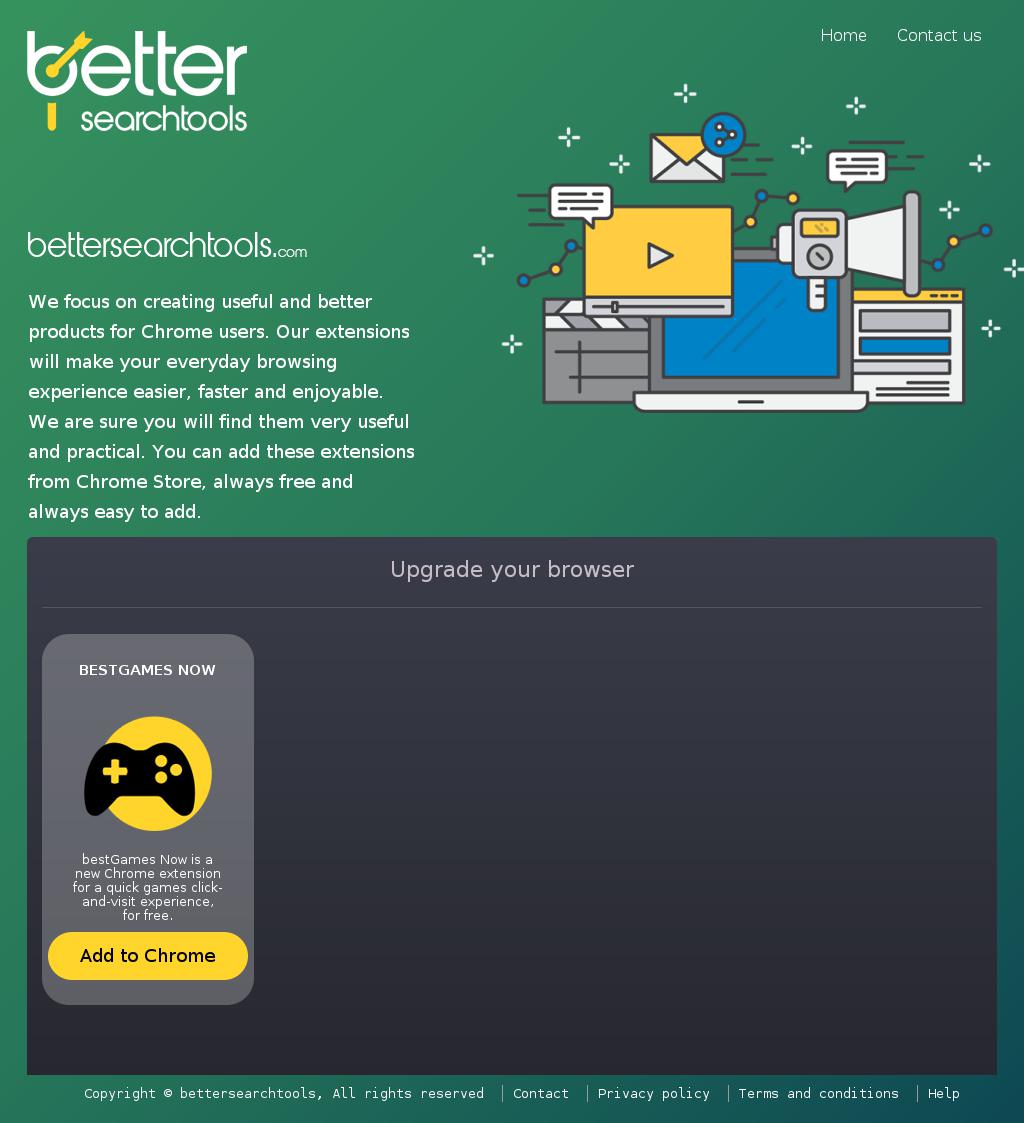 better
searchtools
Home
Contact us
bettersearchtools.com
We focus on creating useful and better
products for Chrome users. Our extensions
will make your everyday browsing
experience easier, faster and enjoyable.
We are sure you will find them very useful
and practical. You can add these extensions
from Chrome Store, always free and
always easy to add.
Upgrade your browser
BESTGAMES NOW
bestGames Now is a
new Chrome extension
for a quick games click-
and-visit experience,
for free.
Add to Chrome
Copyright © bettersearchtools, All rights reserved
Contact
Privacy policy
Terms and conditions
Help